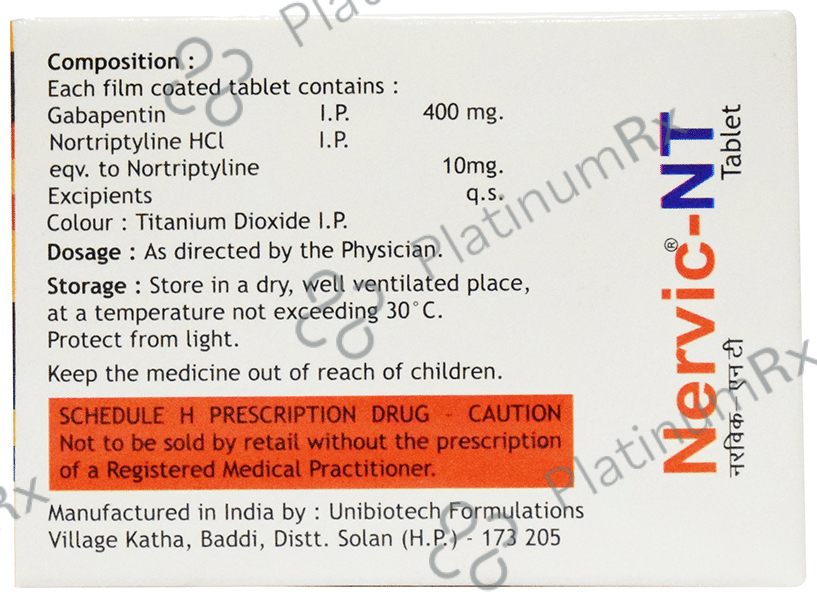 Composition :
Each film coated tablet contains :
Gabapentin I.P. 400 mg.
Nortriptyline HCl I.P.
eqv. to Nortriptyline 10mg.
Excipients q.s.
Colour : Titanium Dioxide I.P.
Dosage : As directed by the Physician.
Storage : Store in a dry, well ventilated place,
at a temperature not exceeding 30°C.
Protect from light.
Keep the medicine out of reach of children.
SCHEDULE H PRESCRIPTION DRUG - CAUTION
Not to be sold by retail without the prescription
of a Registered Medical Practitioner.
Manufactured in India by : Unibiotech Formulations
Village Katha, Baddi, Distt. Solan (H.P.) - 173 205
Nervic®-NT
Tablet
नरविक - एन टी
PlatinumRx
PlatinumRx
Platin
Rx